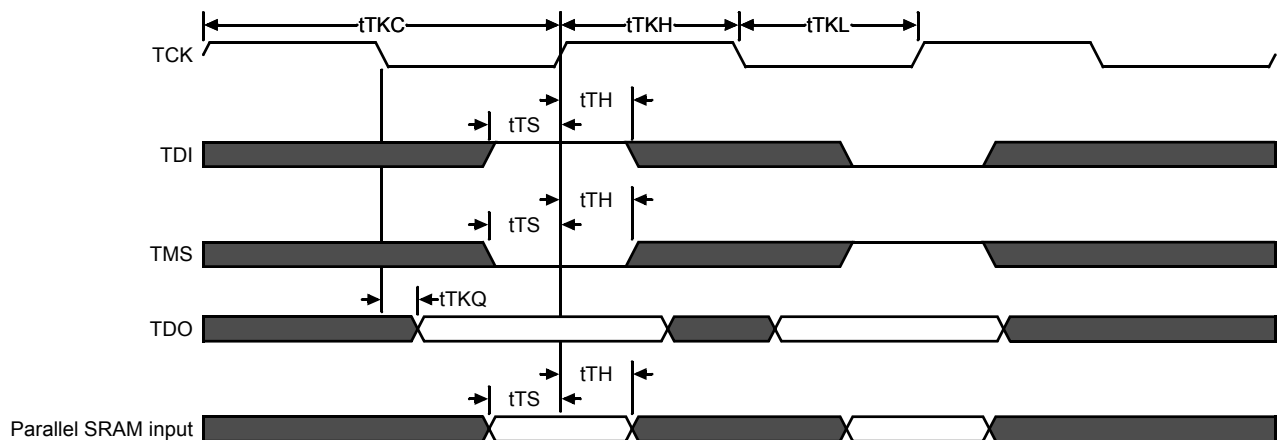 tTKC
tTKH
tTKL
TCK
tTH
tTS
TDI
tTH
tTS
TMS
tTKQ
TDO
tTH
tTS
Parallel SRAM input